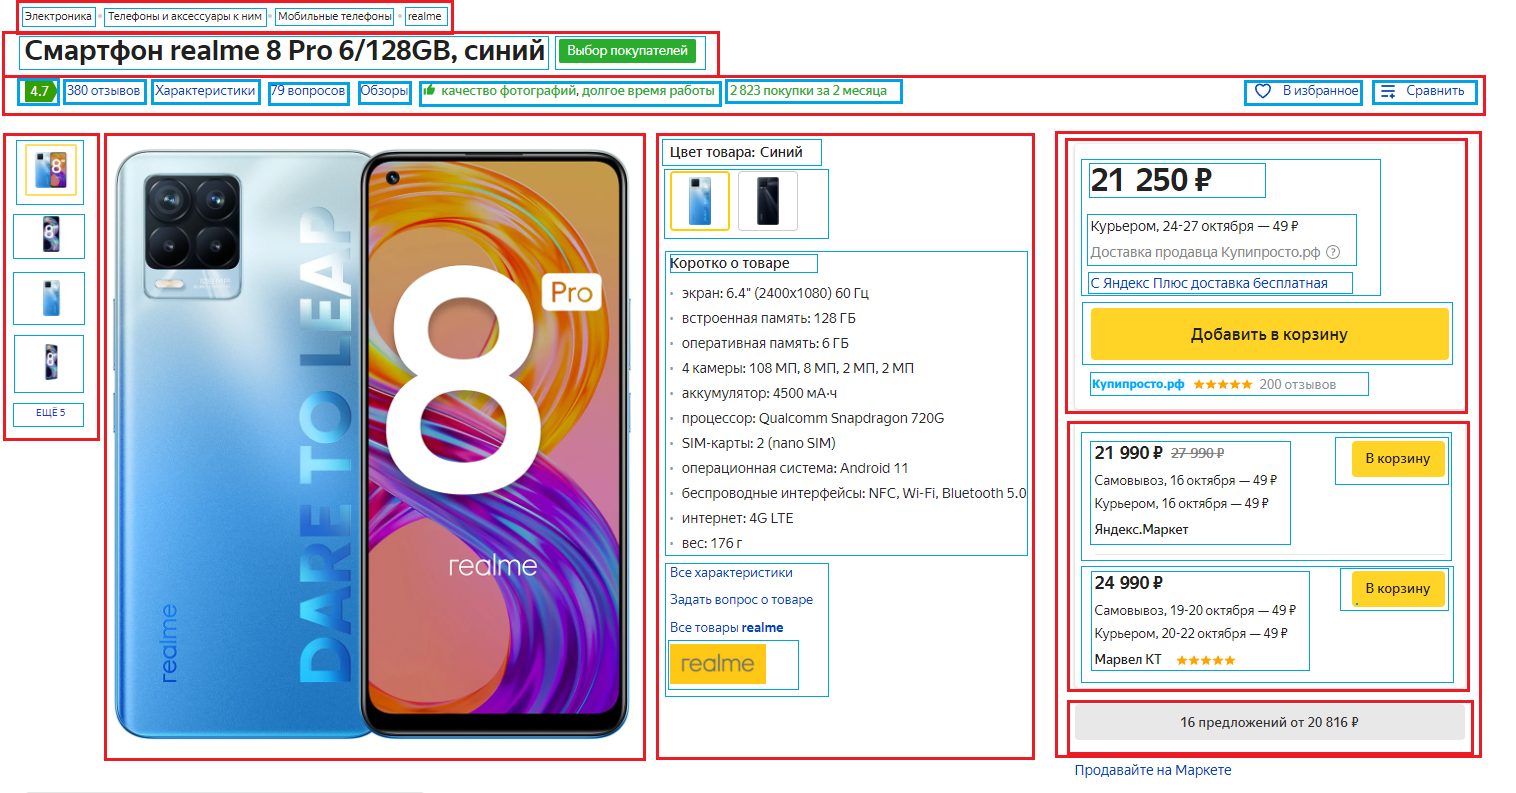 Электроника • Телефоны и аксессуары к ним • Мобильные телефоны • realme
Смартфон realme 8 Pro 6/128GB, синий Выбор покупателей
4.7 380 отзывов Характеристики 79 вопросов Обзоры качество фотографий, долгое время работы 2 823 покупки за 2 месяца В избранное Сравнить
8
8
8
ЕЩЁ 5
DARE TO LEAP
realme
8 Pro
realme
Цвет товара: Синий
Коротко о товаре
• экран: 6.4" (2400x1080) 60 Гц
• встроенная память: 128 ГБ
• оперативная память: 6 ГБ
• 4 камеры: 108 МП, 8 МП, 2 МП, 2 МП
• аккумулятор: 4500 мА·ч
• процессор: Qualcomm Snapdragon 720G
• SIM-карты: 2 (nano SIM)
• операционная система: Android 11
• беспроводные интерфейсы: NFC, Wi-Fi, Bluetooth 5.0
• интернет: 4G LTE
• вес: 176 г
Все характеристики
Задать вопрос о товаре
Все товары realme
realme
21 250 ₽
Курьером, 24-27 октября — 49 ₽
Доставка продавца Купипросто.рф ?
С Яндекс Плюс доставка бесплатная
Добавить в корзину
Купипросто.рф ★★★★★ 200 отзывов
21 990 ₽ 27 990 ₽ В корзину
Самовывоз, 16 октября — 49 ₽
Курьером, 16 октября — 49 ₽
Яндекс.Маркет
24 990 ₽ В корзину
Самовывоз, 19-20 октября — 49 ₽
Курьером, 20-22 октября — 49 ₽
Марвел КТ ★★★★★
16 предложений от 20 816 ₽
Продавайте на Маркете